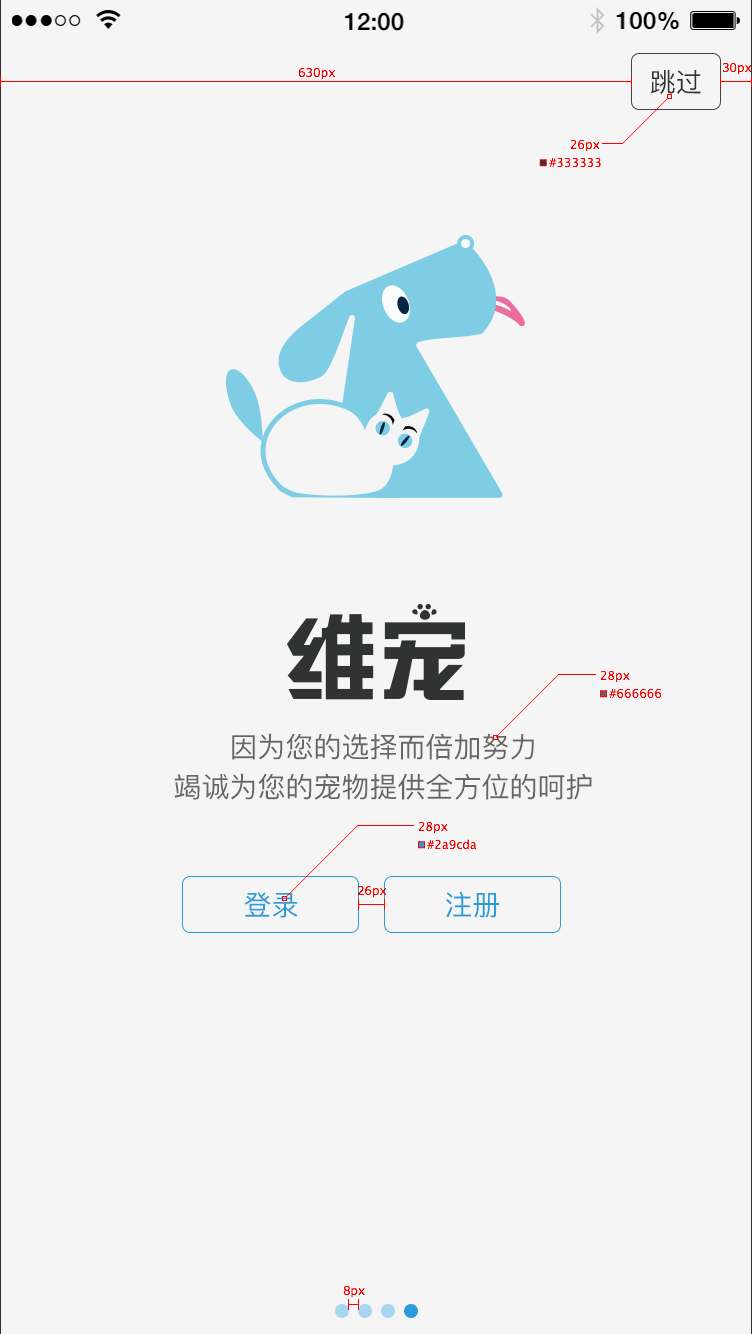 12:00
100%
630px
跳过
30px
26px
#333333
维宠
28px
#666666
因为您的选择而倍加努力
竭诚为您的宠物提供全方位的呵护
28px
#2a9cda
登录
26px
注册
8px